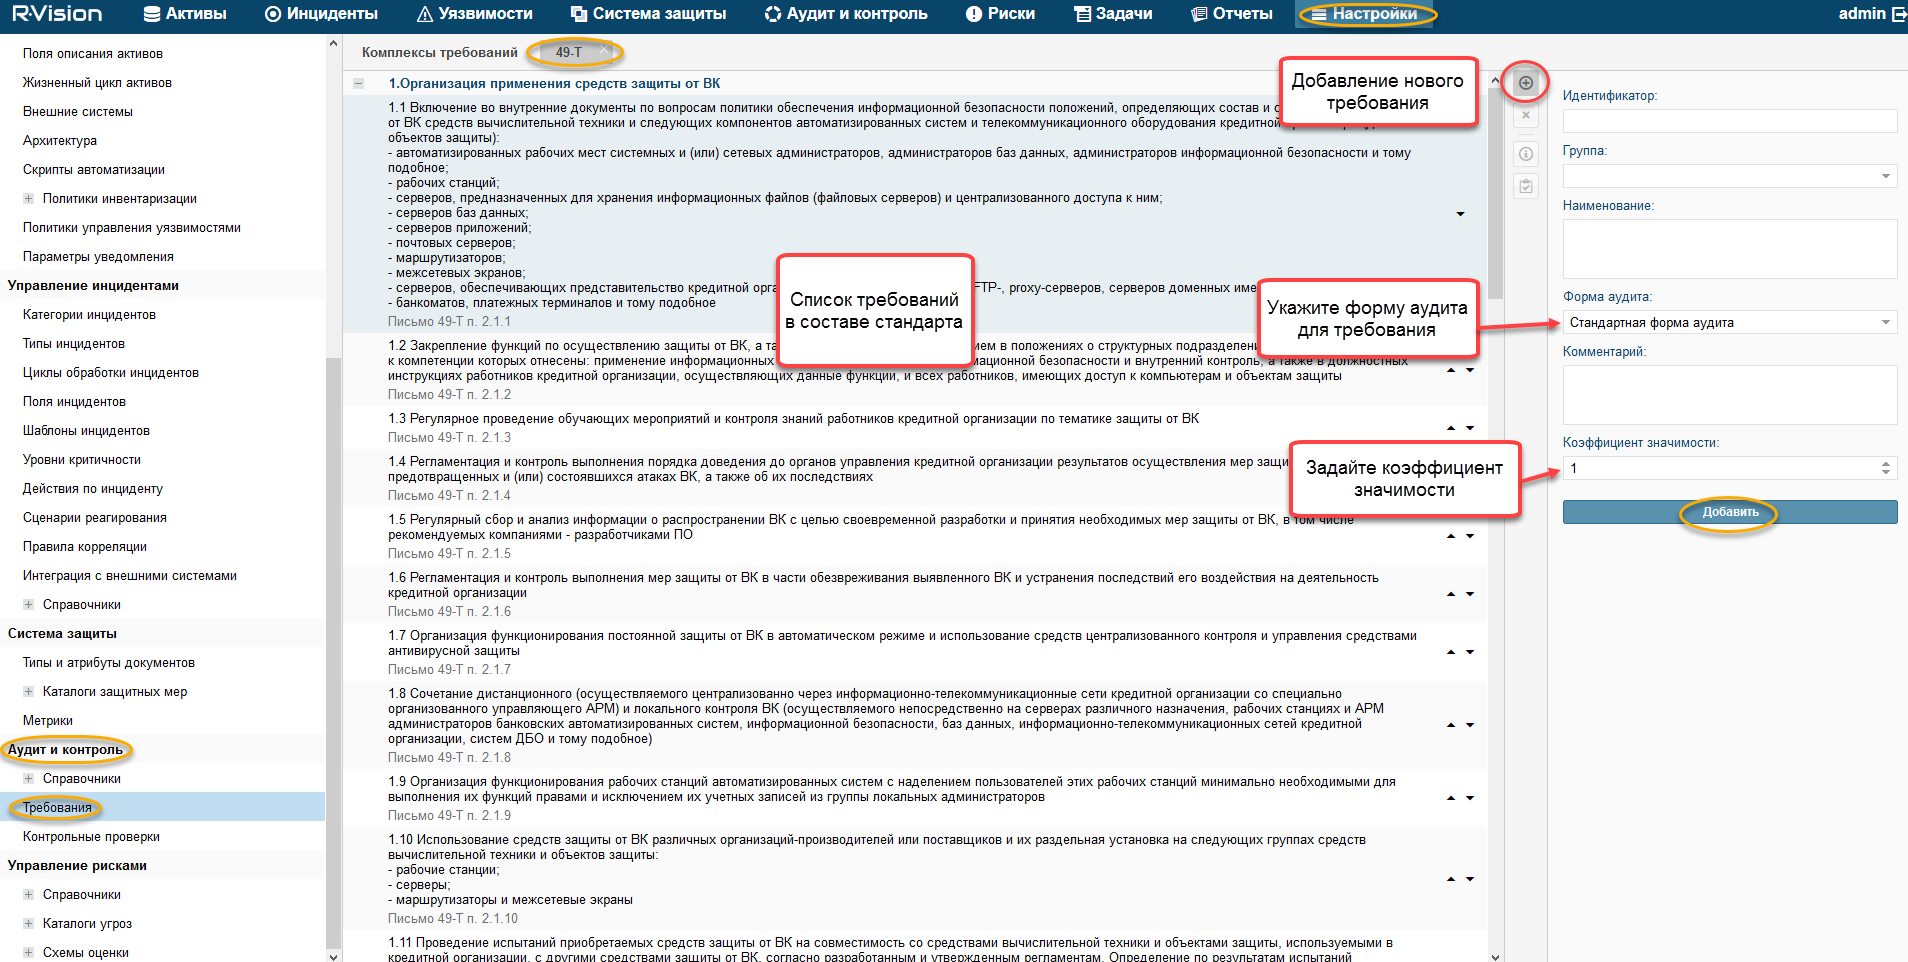 R-Vision
Активы
Инциденты
Уязвимости
Система защиты
Аудит и контроль
Риски
Задачи
Отчеты
Настройки
admin
Поля описания активов
Жизненный цикл активов
Внешние системы
Архитектура
Скрипты автоматизации
Политики инвентаризации
Политики управления уязвимостями
Параметры уведомления
Управление инцидентами
Категории инцидентов
Типы инцидентов
Циклы обработки инцидентов
Поля инцидентов
Шаблоны инцидентов
Уровни критичности
Действия по инциденту
Сценарии реагирования
Правила корреляции
Интеграция с внешними системами
Справочники
Система защиты
Типы и атрибуты документов
Каталоги защитных мер
Метрики
Аудит и контроль
Справочники
Требования
Контрольные проверки
Управление рисками
Справочники
Каталоги угроз
Схемы оценки
Комплексы требований
49-Т
1.Организация применения средств защиты от ВК
1.1 Включение во внутренние документы по вопросам политики обеспечения информационной безопасности положений, определяющих состав и
от ВК средств вычислительной техники и следующих компонентов автоматизированных систем и телекоммуникационного оборудования кредитной
объектов защиты):
- автоматизированных рабочих мест системных и (или) сетевых администраторов, администраторов баз данных, администраторов информационной безопасности и тому
подобное;
- рабочих станций;
- серверов, предназначенных для хранения информационных файлов (файловых серверов) и централизованного доступа к ним;
- серверов баз данных;
- серверов приложений;
- почтовых серверов;
- маршрутизаторов;
- межсетевых экранов;
- серверов, обеспечивающих представительство кредитной FTP-, proxy-серверов, серверов доменных
- банкоматов, платежных терминалов и тому подобное
Письмо 49-Т п. 2.1.1
1.2 Закрепление функций по осуществлению защиты от ВК, а в положениях о структурных
к компетенции которых отнесены: применение информационных безопасности и внутренний контроль, а также в должностных
инструкциях работников кредитной организации, осуществляющих данные функции, и всех работников, имеющих доступ к компьютерам и объектам защиты
Письмо 49-Т п. 2.1.2
1.3 Регулярное проведение обучающих мероприятий и контроля знаний работников кредитной организации по тематике защиты от ВК
Письмо 49-Т п. 2.1.3
1.4 Регламентация и контроль выполнения порядка доведения до органов управления кредитной организации результатов осуществления мер
предотвращенных и (или) состоявшихся атаках ВК, а также об их последствиях
Письмо 49-Т п. 2.1.4
1.5 Регулярный сбор и анализ информации о распространении ВК с целью своевременной разработки и принятия необходимых мер защиты от ВК, в том числе
рекомендуемых компаниями - разработчиками ПО
Письмо 49-Т п. 2.1.5
1.6 Регламентация и контроль выполнения мер защиты от ВК в части обезвреживания выявленного ВК и устранения последствий его воздействия на деятельность
кредитной организации
Письмо 49-Т п. 2.1.6
1.7 Организация функционирования постоянной защиты от ВК в автоматическом режиме и использование средств централизованного контроля и управления средствами
антивирусной защиты
Письмо 49-Т п. 2.1.7
1.8 Сочетание дистанционного (осуществляемого централизованно через информационно-телекоммуникационные сети кредитной организации со специально
организованного управляющего АРМ) и локального контроля ВК (осуществляемого непосредственно на серверах различного назначения, рабочих станциях и АРМ
администраторов банковских автоматизированных систем, информационной безопасности, баз данных, информационно-телекоммуникационных сетей кредитной
организации, систем ДБО и тому подобное)
Письмо 49-Т п. 2.1.8
1.9 Организация функционирования рабочих станций автоматизированных систем с наделением пользователей этих рабочих станций минимально необходимыми для
выполнения их функций правами и исключением их учетных записей из группы локальных администраторов
Письмо 49-Т п. 2.1.9
1.10 Использование средств защиты от ВК различных организаций-производителей или поставщиков и их раздельная установка на следующих группах средств
вычислительной техники и объектов защиты:
- рабочие станции;
- серверы;
- маршрутизаторы и межсетевые экраны
Письмо 49-Т п. 2.1.10
1.11 Проведение испытаний приобретаемых средств защиты от ВК на совместимость со средствами вычислительной техники и объектами защиты, используемыми в
кредитной организации, с другими средствами защиты от ВК, согласно разработанным и утвержденным регламентам. Определение по результатам испытаний
Список требований
в составе стандарта
Добавление нового
требования
Укажите форму аудита
для требования
Задайте коэффициент
значимости
Идентификатор:
Группа:
Наименование:
Форма аудита:
Стандартная форма аудита
Комментарий:
Коэффициент значимости:
1
Добавить